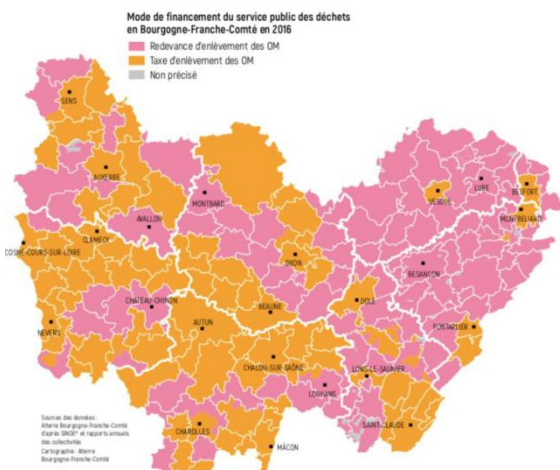 Mode de financement du service public des déchets
en Bourgogne-Franche-Comté en 2016
Redevance d'enlèvement des OM
Taxe d'enlèvement des OM
Non précisé
SENS
AUXERRE
AVALLON
MONTBARD
VESOUL
LURE
BELFORT
MONTBELIARD
CLAMECY
COSNE-COURS-SUR-LOIRE
DIJON
BESANCON
CHATEAU-CHINON
BEAUNE
DOLE
NEVERS
AUTUN
PONTARLIER
CHALON-SUR-SAÔNE
LONS-LE-SAUNIER
LOUHANS
CHAROLLES
SAINT-CLAUDE
MÂCON
Sources des données :
Alterre Bourgogne-Franche-Comté
d'après SINOE® et rapports annuels
des collectivités
Cartographie : Alterre
Bourgogne-Franche-Comté